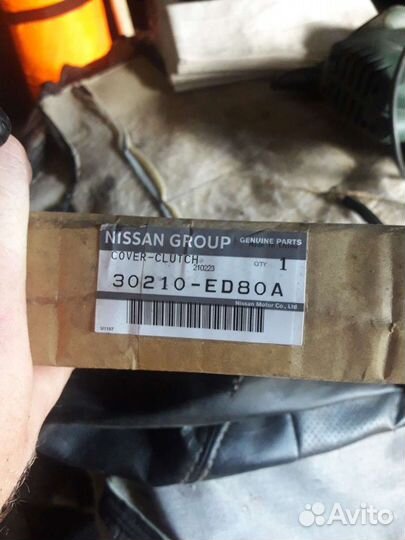 NISSAN GROUP GENUINE PARTS
COVER-CLUTCH
210223
QTY 1
30210-ED80A
Nissan Motor Co., Ltd.
Avito